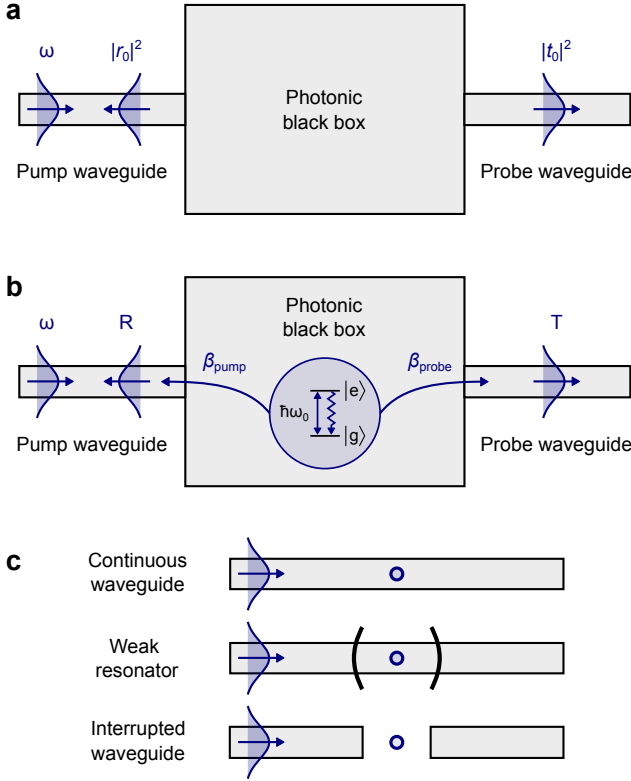 a
ω |r₀|² |t₀|²
Photonic
black box
Pump waveguide Probe waveguide
b
Photonic
black box
ω R T
βpump βprobe
|e⟩
ħω₀
|g⟩
Pump waveguide Probe waveguide
c
Continuous
waveguide
Weak
resonator
Interrupted
waveguide